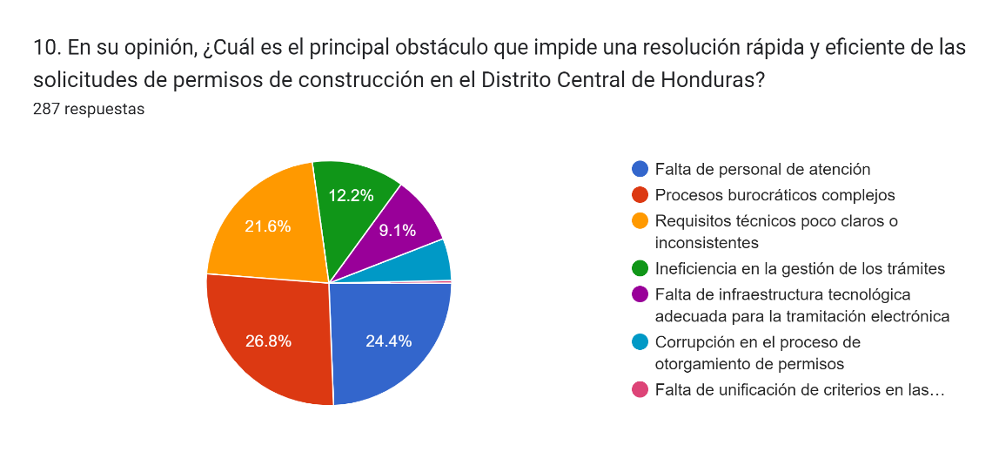 10. En su opinión, ¿Cuál es el principal obstáculo que impide una resolución rápida y eficiente de las
solicitudes de permisos de construcción en el Distrito Central de Honduras?
287 respuestas
12.2%
9.1%
21.6%
26.8%
24.4%
Falta de personal de atención
Procesos burocráticos complejos
Requisitos técnicos poco claros o
inconsistentes
Ineficiencia en la gestión de los trámites
Falta de infraestructura tecnológica
adecuada para la tramitación electrónica
Corrupción en el proceso de
otorgamiento de permisos
Falta de unificación de criterios en las…